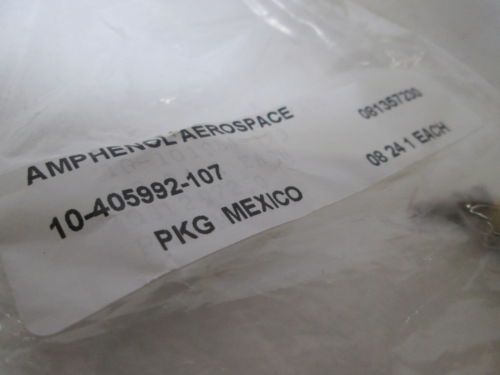 AMPHENOL AEROSPACE 081357200
10-405992-107 08 24 1 EACH
PKG MEXICO